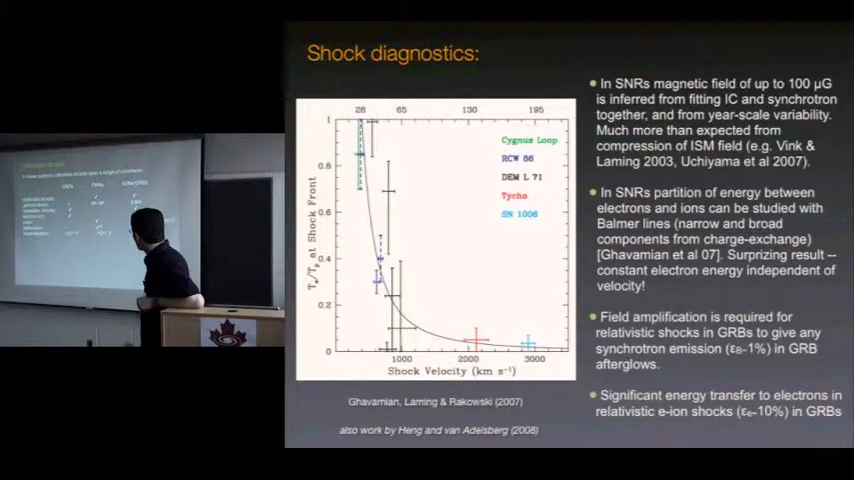 Shock diagnostics:
26 65 130 195
1
0.8
0.6
0.4
0.2
0
Te/Tp at Shock Front
Cygnus Loop
RCW 86
DEM L 71
Tycho
SN 1006
1000 2000 3000
Shock Velocity (km s⁻¹)
Ghavamian, Laming & Rakowski (2007)
also work by Heng and van Adelsberg (2008)
In SNRs magnetic field of up to 100 µG
is inferred from fitting IC and synchrotron
together, and from year-scale variability.
Much more than expected from
compression of ISM field (e.g. Vink &
Laming 2003, Uchiyama et al 2007).
In SNRs partition of energy between
electrons and ions can be studied with
Balmer lines (narrow and broad
components from charge-exchange)
[Ghavamian et al 07]. Surprizing result --
constant electron energy independent of
velocity!
Field amplification is required for
relativistic shocks in GRBs to give any
synchrotron emission (εB~1%) in GRB
afterglows.
Significant energy transfer to electrons in
relativistic e-ion shocks (εe~10%) in GRBs